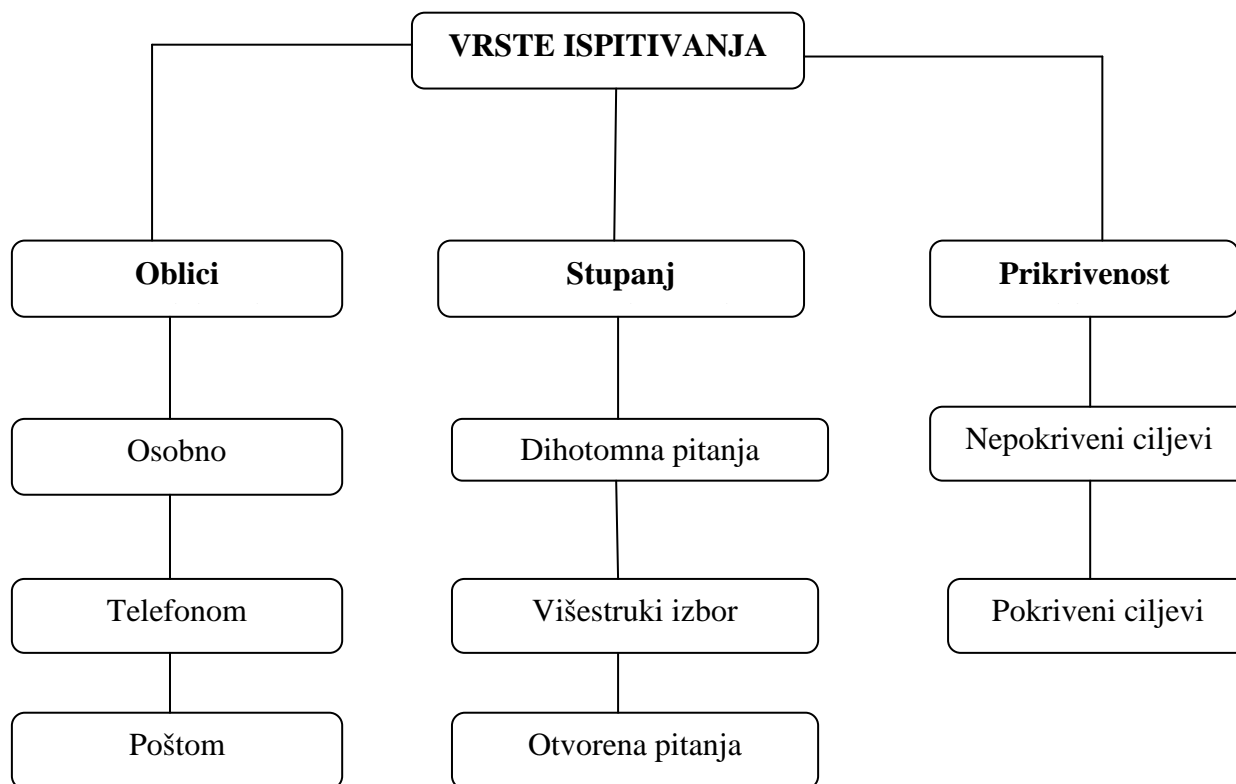 VRSTE ISPITIVANJA
Oblici
Stupanj
Prikrivenost
Osobno
Dihotomna pitanja
Nepokriveni ciljevi
Telefonom
Višestruki izbor
Pokriveni ciljevi
Poštom
Otvorena pitanja